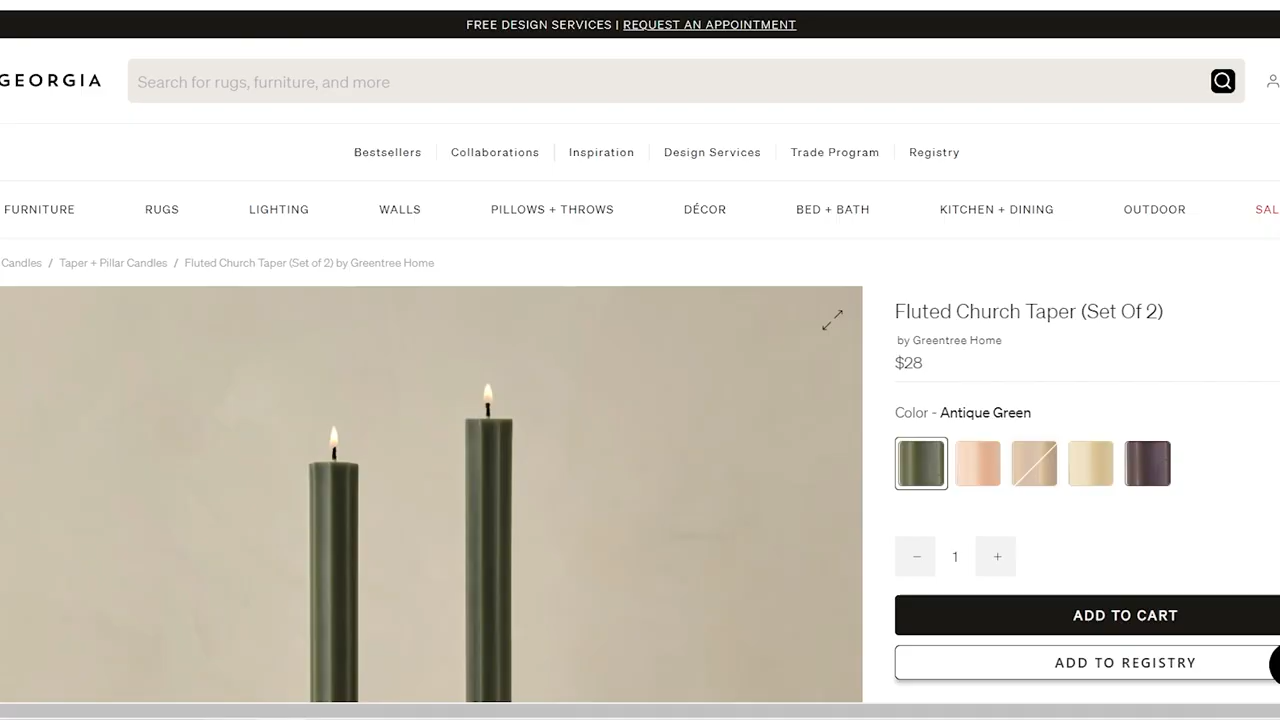 FREE DESIGN SERVICES | REQUEST AN APPOINTMENT
GEORGIA
Search for rugs, furniture, and more
Bestsellers
Collaborations
Inspiration
Design Services
Trade Program
Registry
FURNITURE
RUGS
LIGHTING
WALLS
PILLOWS + THROWS
DÉCOR
BED + BATH
KITCHEN + DINING
OUTDOOR
SAL
Candles / Taper + Pillar Candles / Fluted Church Taper (Set of 2) by Greentree Home
Fluted Church Taper (Set Of 2)
by Greentree Home
$28
Color - Antique Green
− 1 +
ADD TO CART
ADD TO REGISTRY